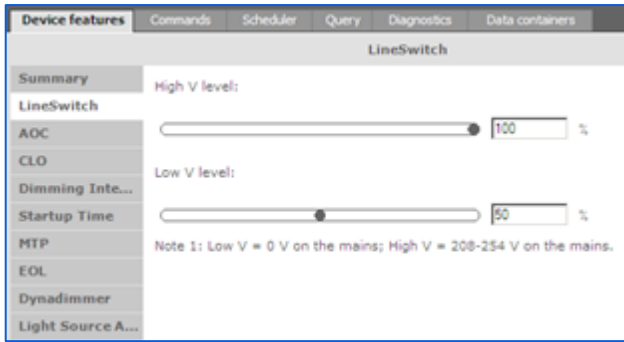 Device features Commands Scheduler Query Diagnostics Data containers
LineSwitch
Summary
LineSwitch
AOC
CLO
Dimming Inte...
Startup Time
MTP
EOL
Dynadimmer
Light Source A...
High V level:
100 %
Low V level:
50 %
Note 1: Low V = 0 V on the mains; High V = 208-254 V on the mains.